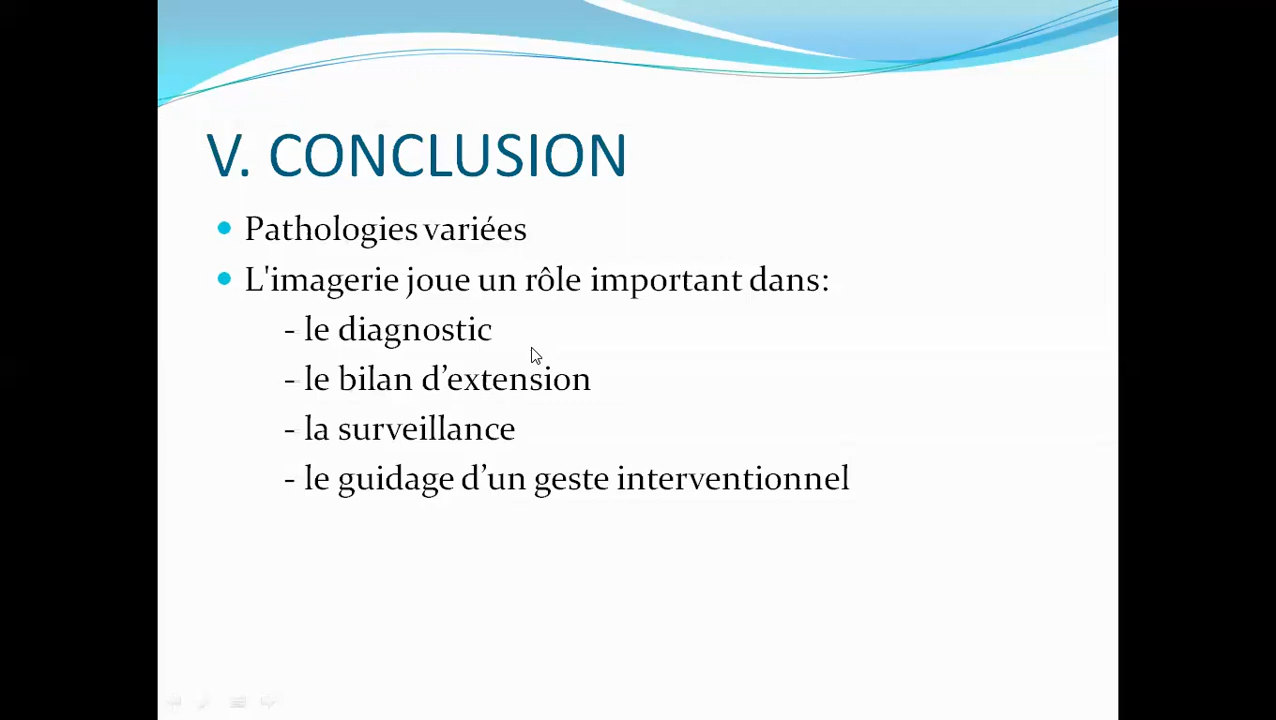 V. CONCLUSION
Pathologies variées
L'imagerie joue un rôle important dans:
- le diagnostic
- le bilan d’extension
- la surveillance
- le guidage d’un geste interventionnel